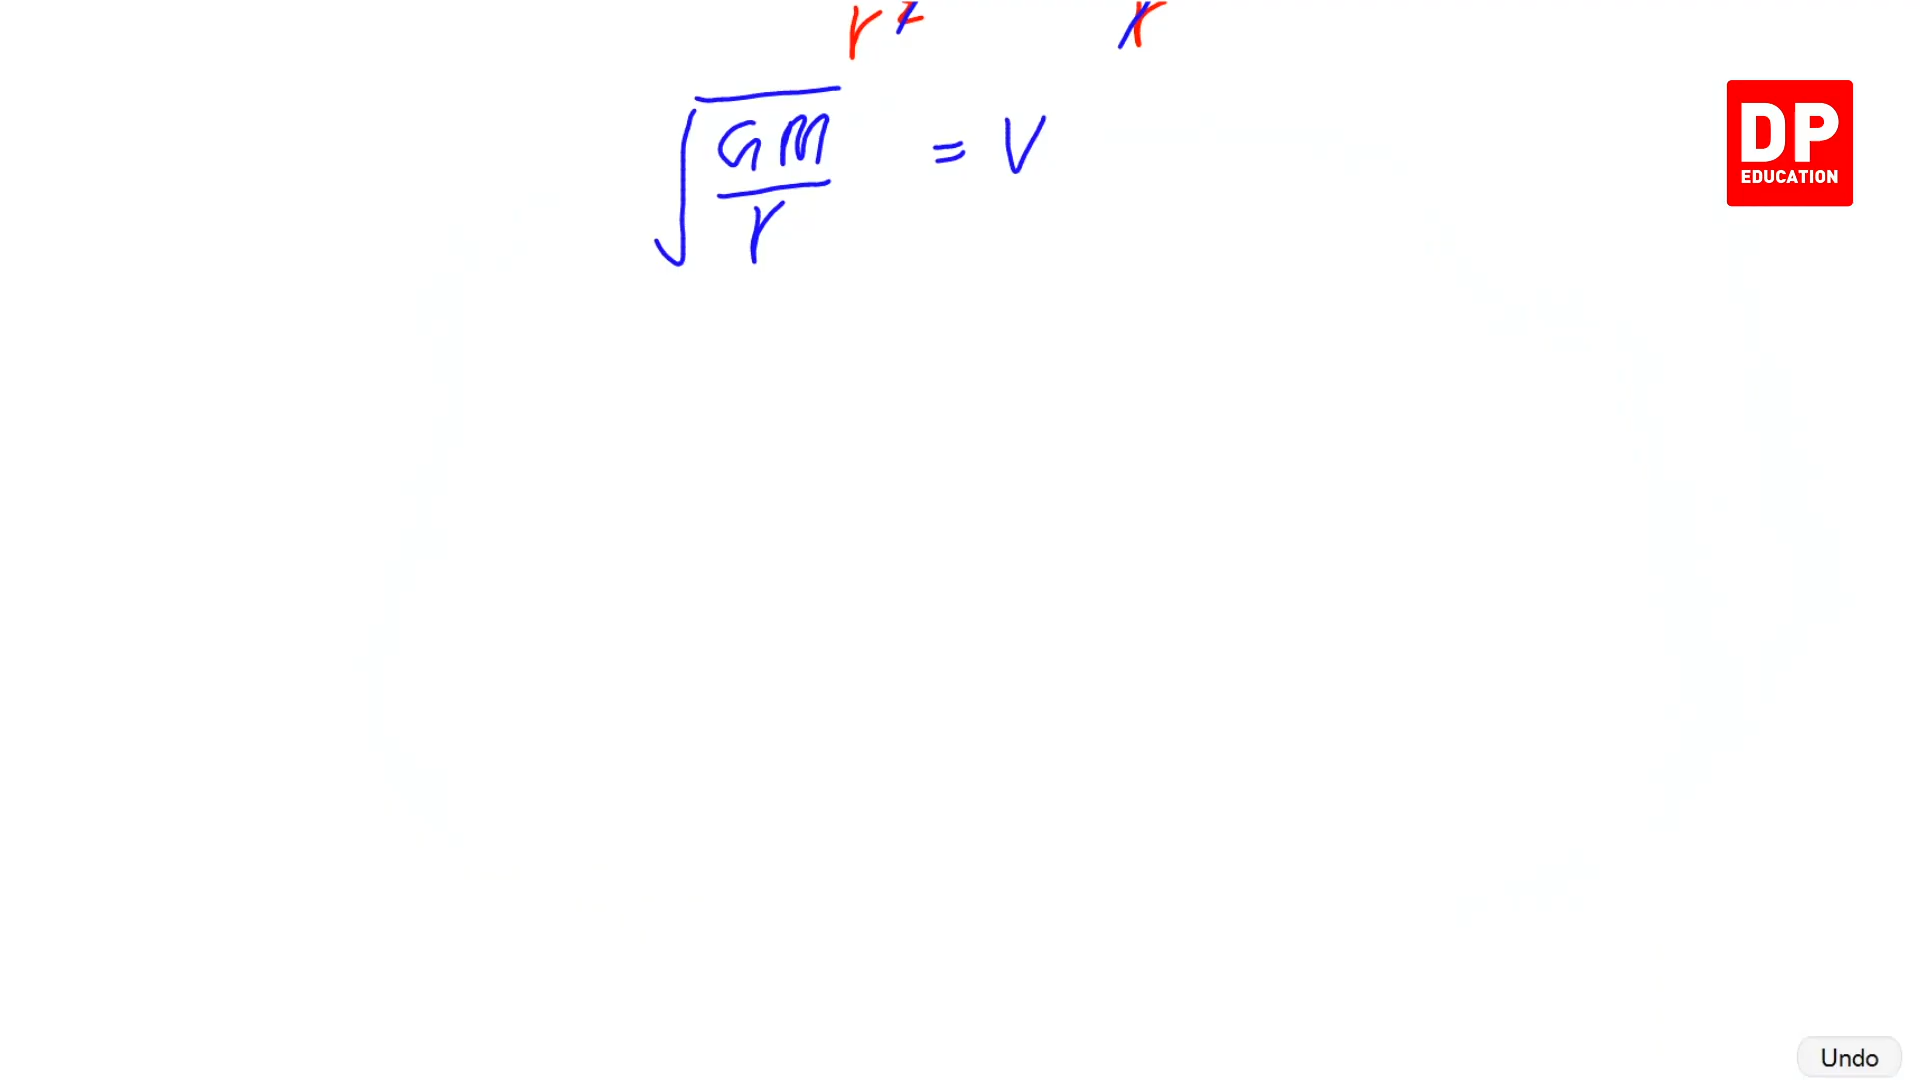 r² r
√(GM/r) = V
DP
EDUCATION
Undo